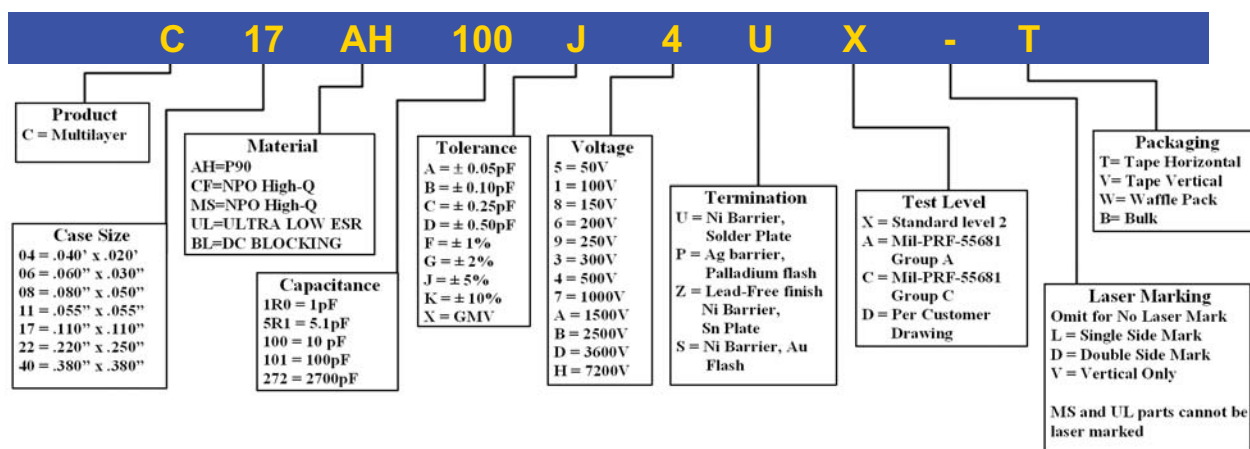 C 17 AH 100 J 4 U X - T
Product
C = Multilayer
Case Size
04 = .040' x .020'
06 = .060” x .030”
08 = .080” x .050”
11 = .055” x .055”
17 = .110” x .110”
22 = .220” x .250”
40 = .380” x .380”
Material
AH=P90
CF=NPO High-Q
MS=NPO High-Q
UL=ULTRA LOW ESR
BL=DC BLOCKING
Capacitance
1R0 = 1pF
5R1 = 5.1pF
100 = 10 pF
101 = 100pF
272 = 2700pF
Tolerance
A = ± 0.05pF
B = ± 0.10pF
C = ± 0.25pF
D = ± 0.50pF
F = ± 1%
G = ± 2%
J = ± 5%
K = ± 10%
X = GMV
Voltage
5 = 50V
1 = 100V
8 = 150V
6 = 200V
9 = 250V
3 = 300V
4 = 500V
7 = 1000V
A = 1500V
B = 2500V
D = 3600V
H = 7200V
Termination
U = Ni Barrier,
Solder Plate
P = Ag barrier,
Palladium flash
Z = Lead-Free finish
Ni Barrier,
Sn Plate
S = Ni Barrier, Au
Flash
Test Level
X = Standard level 2
A = Mil-PRF-55681
Group A
C = Mil-PRF-55681
Group C
D = Per Customer
Drawing
Laser Marking
Omit for No Laser Mark
L = Single Side Mark
D = Double Side Mark
V = Vertical Only
MS and UL parts cannot be
laser marked
Packaging
T= Tape Horizontal
V= Tape Vertical
W= Waffle Pack
B= Bulk